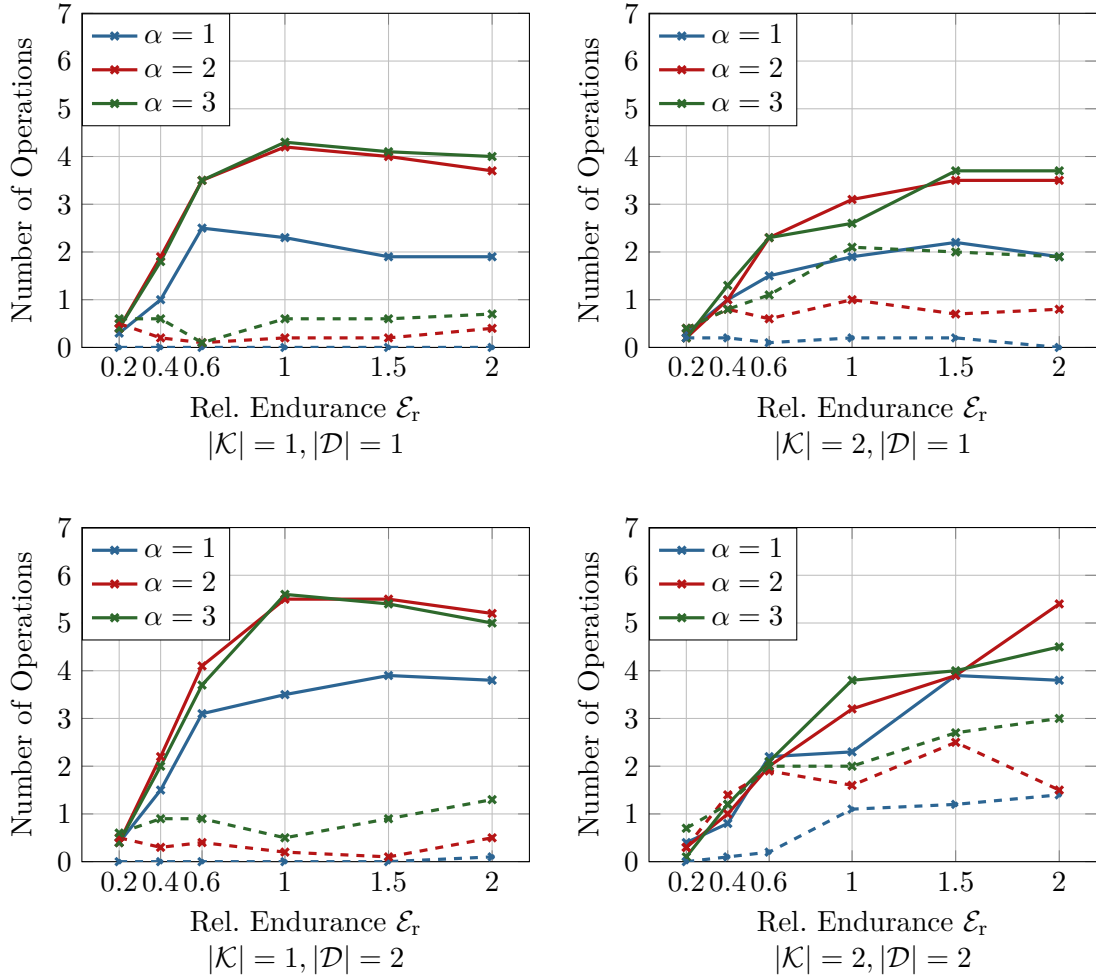 7
6
5
4
3
2
1
0
Number of Operations
α = 1
α = 2
α = 3
0.2 0.4 0.6 1 1.5 2
Rel. Endurance ℰr
|𝒦| = 1, |𝒟| = 1
7
6
5
4
3
2
1
0
Number of Operations
α = 1
α = 2
α = 3
0.2 0.4 0.6 1 1.5 2
Rel. Endurance ℰr
|𝒦| = 2, |𝒟| = 1
7
6
5
4
3
2
1
0
Number of Operations
α = 1
α = 2
α = 3
0.2 0.4 0.6 1 1.5 2
Rel. Endurance ℰr
|𝒦| = 1, |𝒟| = 2
7
6
5
4
3
2
1
0
Number of Operations
α = 1
α = 2
α = 3
0.2 0.4 0.6 1 1.5 2
Rel. Endurance ℰr
|𝒦| = 2, |𝒟| = 2